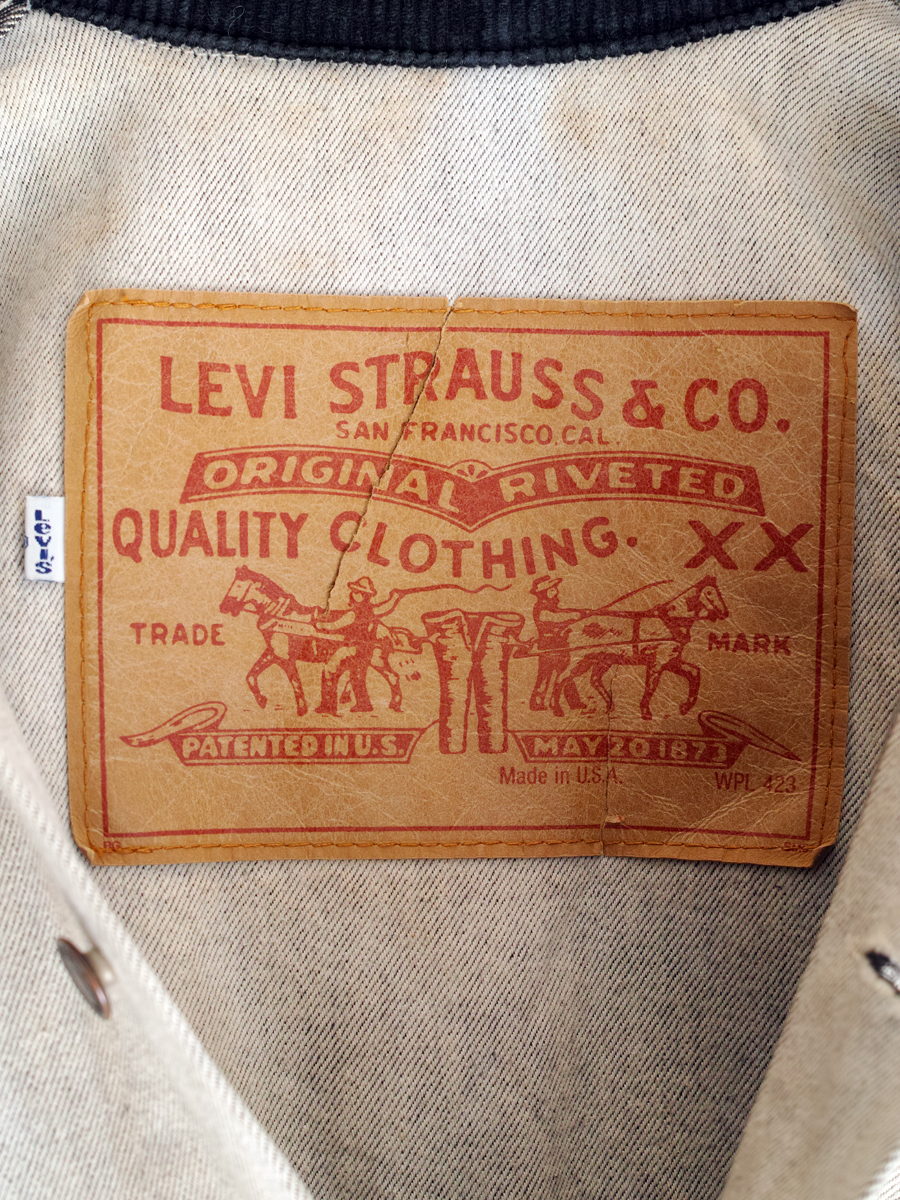 LEVI STRAUSS & CO.
SAN FRANCISCO, CAL.
ORIGINAL RIVETED
QUALITY CLOTHING. XX
TRADE MARK
PATENTED IN U.S. MAY 20 1873
Made in U.S.A. WPL 423
LEVI'S